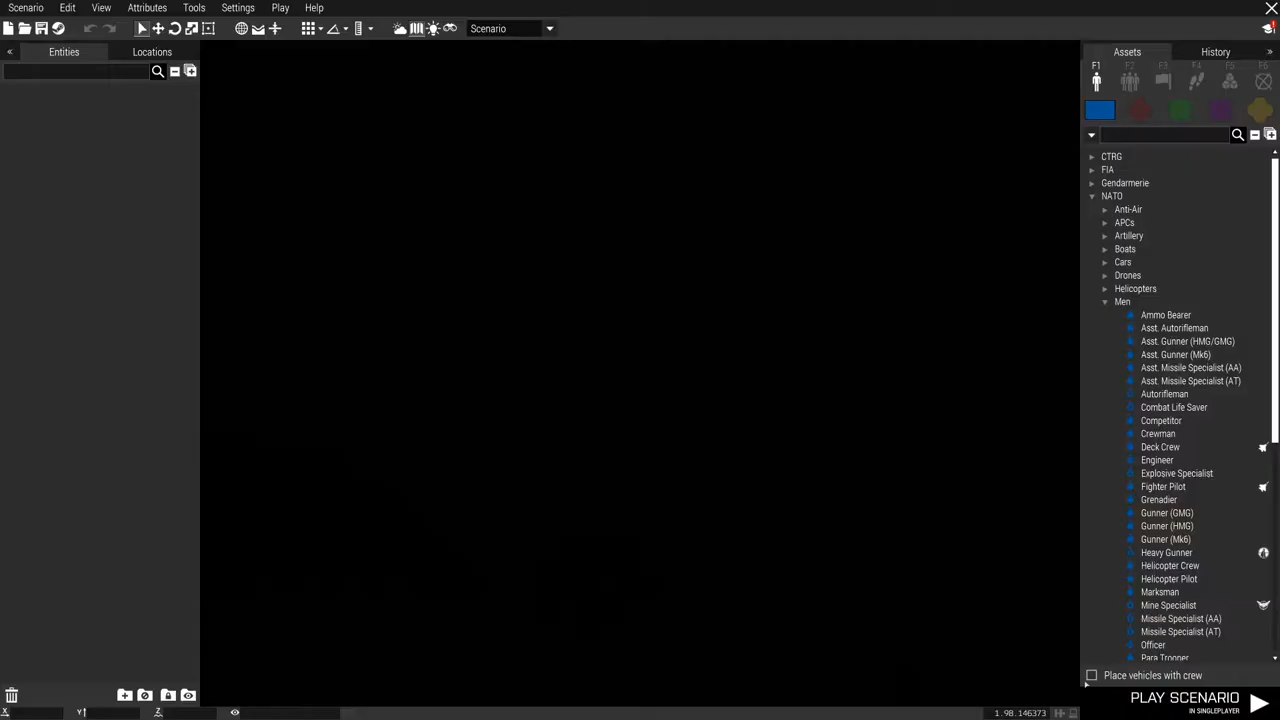 Scenario Edit View Attributes Tools Settings Play Help
Scenario
Entities Locations
Assets History
F1 F2 F3 F4 F5 F6
CTRG
FIA
Gendarmerie
NATO
Anti-Air
APCs
Artillery
Boats
Cars
Drones
Helicopters
Men
Ammo Bearer
Asst. Autorifleman
Asst. Gunner (HMG/GMG)
Asst. Gunner (Mk6)
Asst. Missile Specialist (AA)
Asst. Missile Specialist (AT)
Autorifleman
Combat Life Saver
Competitor
Crewman
Deck Crew
Engineer
Explosive Specialist
Fighter Pilot
Grenadier
Gunner (GMG)
Gunner (HMG)
Gunner (Mk6)
Heavy Gunner
Helicopter Crew
Helicopter Pilot
Marksman
Mine Specialist
Missile Specialist (AA)
Missile Specialist (AT)
Officer
Para Trooper
Place vehicles with crew
PLAY SCENARIO
IN SINGLEPLAYER
X Y Z
1.98.146373